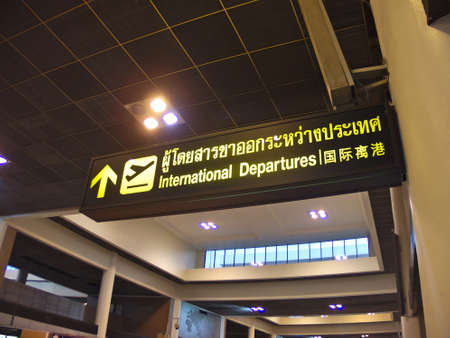 ผู้โดยสารขาออกระหว่างประเทศ
International Departures|国际离港